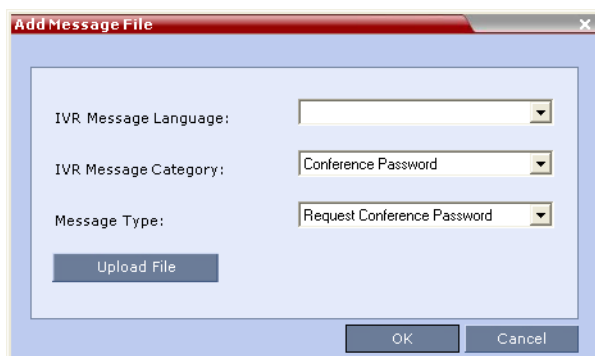 Add Message File
IVR Message Language:
IVR Message Category: Conference Password
Message Type: Request Conference Password
Upload File
OK Cancel